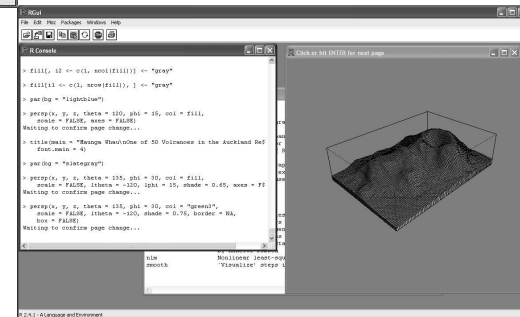 RGui
File Edit Misc Packages Windows Help
R Console
> fill[, i2 <- c(1, ncol(fill))] <- "gray"
> fill[i1 <- c(1, nrow(fill)), ] <- "gray"
> par(bg = "lightblue")
> persp(x, y, z, theta = 120, phi = 15, col = fill,
scale = FALSE, axes = FALSE)
Waiting to confirm page change...
> title(main = "Maunga Whau\nOne of 50 Volcanoes in the Auckland Re$
font.main = 4)
> par(bg = "slategray")
> persp(x, y, z, theta = 135, phi = 30, col = fill,
scale = FALSE, ltheta = -120, lphi = 15, shade = 0.65, axes = F$
Waiting to confirm page change...
> persp(x, y, z, theta = 135, phi = 30, col = "green3",
scale = FALSE, ltheta = -120, shade = 0.75, border = NA,
box = FALSE)
Waiting to confirm page change...
Click or hit ENTER for next page
nlm Nonlinear least-squ
smooth 'Visualize' steps i
R 2.4.1 - A Language and Environment